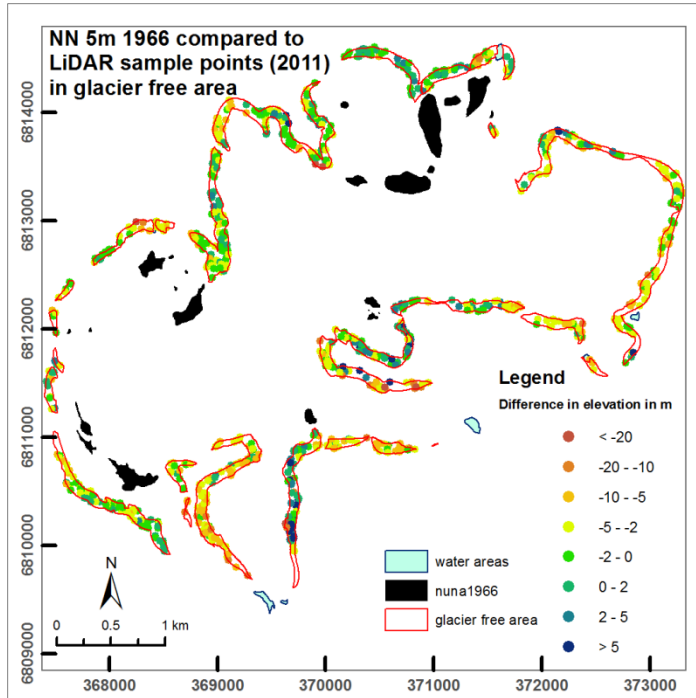 NN 5m 1966 compared to
LiDAR sample points (2011)
in glacier free area
6814000
6813000
6812000
6811000
6810000
6809000
Legend
Difference in elevation in m
< -20
-20 - -10
-10 - -5
-5 - -2
-2 - 0
0 - 2
2 - 5
> 5
water areas
nuna1966
glacier free area
N
0 0.5 1 km
368000 369000 370000 371000 372000 373000